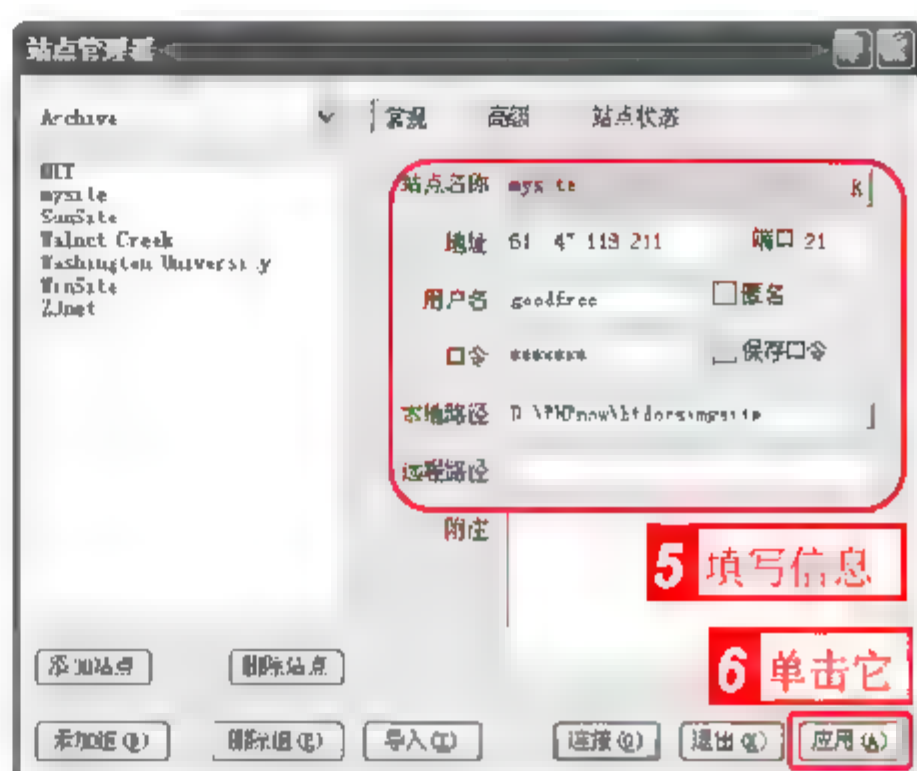 站点管理器
Archive
常规 高级 站点状态
MIT
mysite
SunSite
Walnut Creek
Washington University
WinSite
ZJnet
站点名称 mysite
地址 端口 21
用户名 goodfree 匿名
口令 ******* 保存口令
本地路径
远程路径
附注
5 填写信息
6 单击它
添加站点 删除站点
添加组 删除组 导入(I) 连接 退出(X) 应用(A)